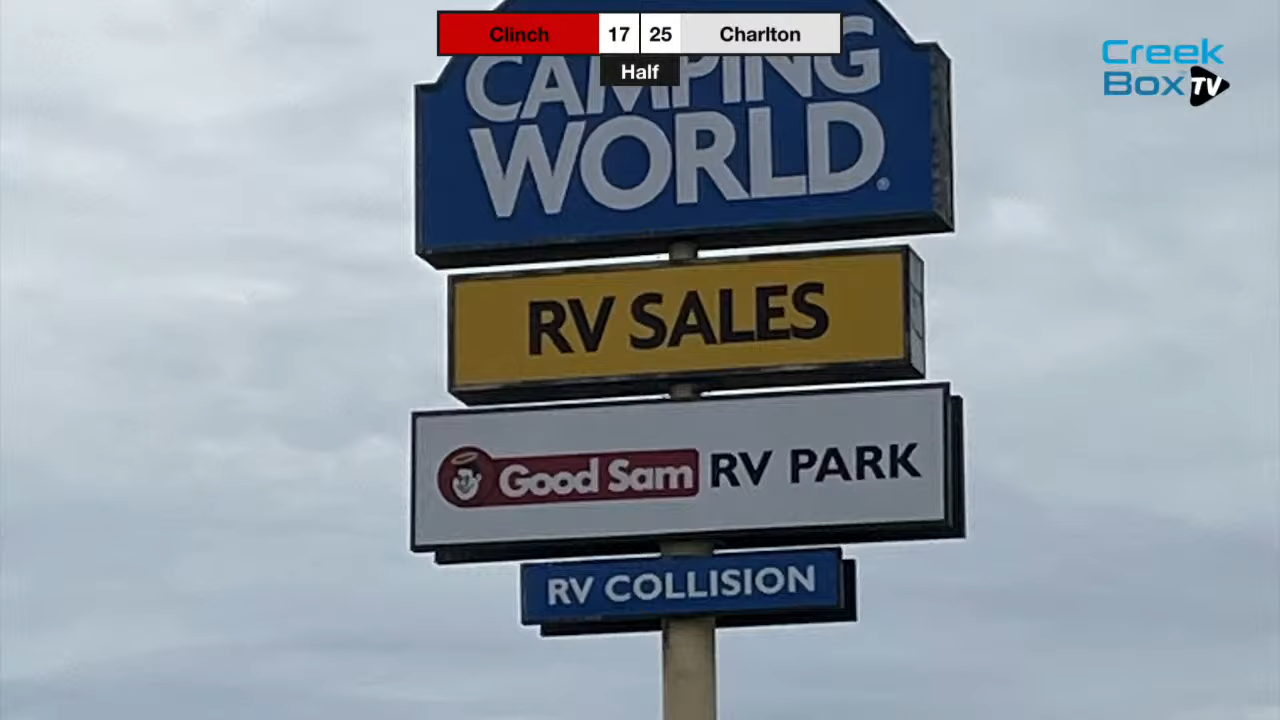 Clinch 17 25 Charlton
Half
Creek
Box TV
CAMPING
WORLD
RV SALES
Good Sam RV PARK
RV COLLISION